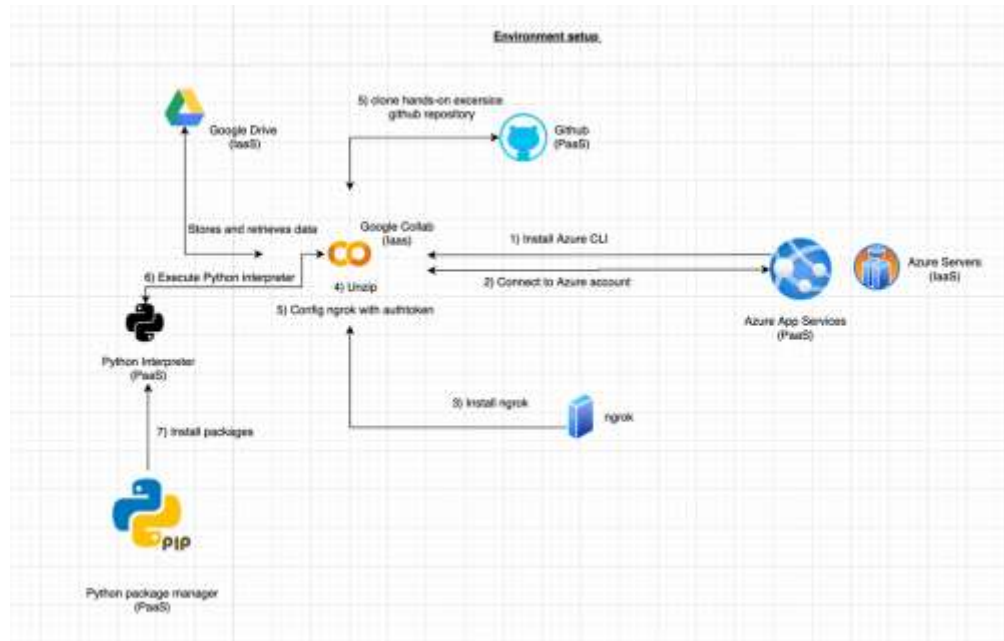 Environment setup
5) clone hands-on excersice
github repository
Google Drive
(IaaS)
Github
(PaaS)
Stores and retrieves data
Google Collab
(Iaas)
1) Install Azure CLI
6) Execute Python interpreter
4) Unzip
2) Connect to Azure account
Azure Servers
(IaaS)
5) Config ngrok with authtoken
Azure App Services
(PaaS)
Python Interpreter
(PaaS)
3) Install ngrok
ngrok
7) Install packages
PIP
Python package manager
(PaaS)